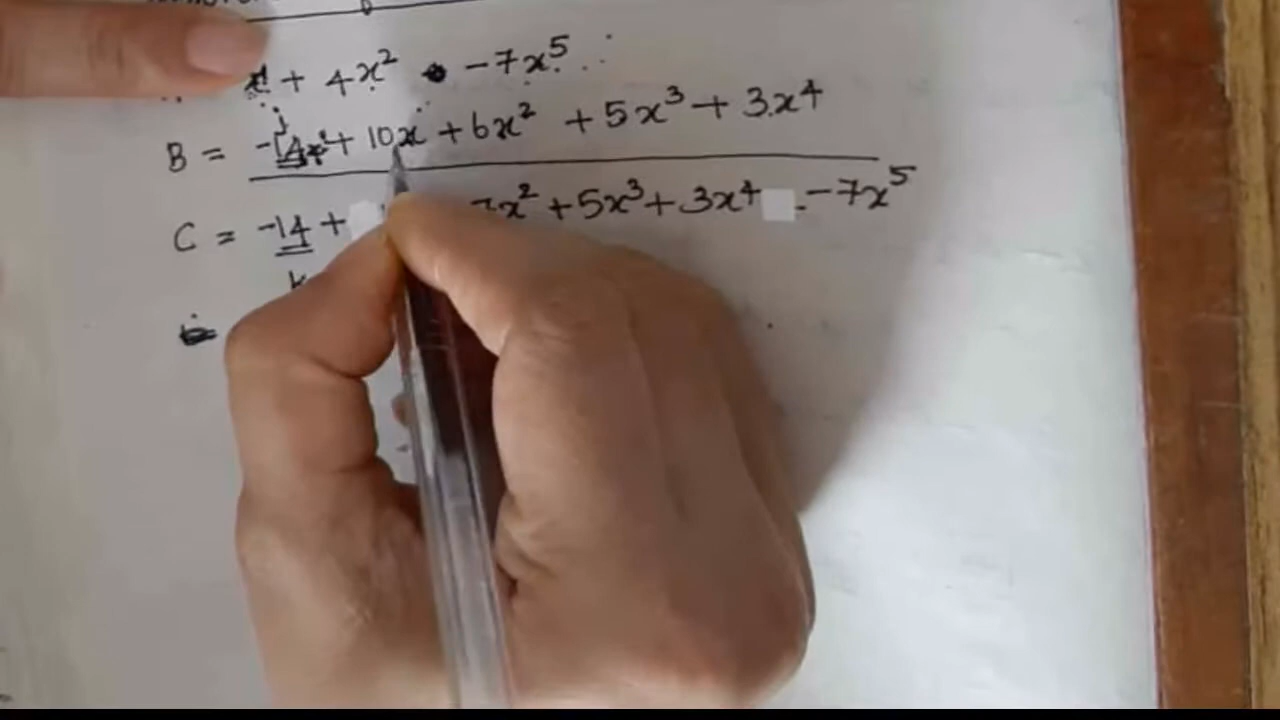 + 4x² -7x⁵
B = -14 + 10x + 6x² + 5x³ + 3x⁴
C = -14 + x² + 5x³ + 3x⁴ -7x⁵